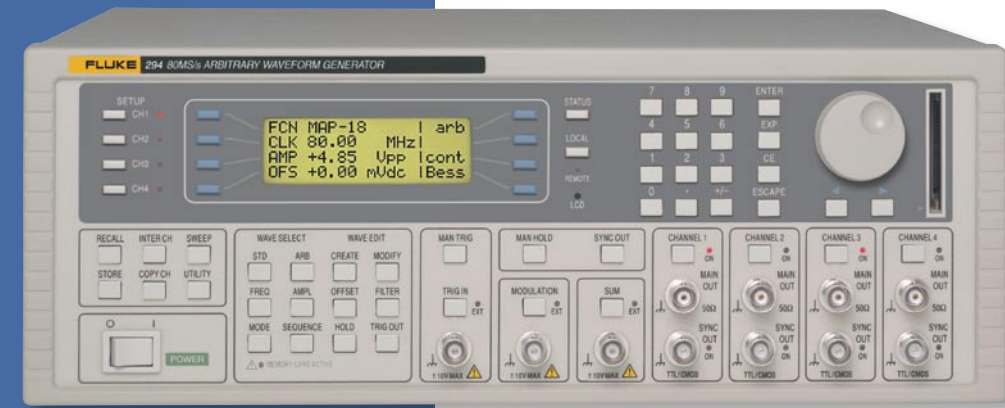 FLUKE 294 80MS/s ARBITRARY WAVEFORM GENERATOR
SETUP
CH1
CH2
CH3
CH4
FCN MAP-18 | arb
CLK 80.00 MHz|
AMP +4.85 Vpp |cont
OFS +0.00 mVdc |Bess
STATUS
LOCAL
REMOTE
LCD
7 8 9 ENTER
4 5 6 EXP
1 2 3 CE
0 . +/- ESCAPE
RECALL INTER CH SWEEP
STORE COPY CH UTILITY
O I
POWER
WAVE SELECT WAVE EDIT
STD ARB CREATE MODIFY
FREQ AMPL OFFSET FILTER
MODE SEQUENCE HOLD TRIG OUT
MEMORY CARD ACTIVE
MAN TRIG
TRIG IN
EXT
±10V MAX
MAN HOLD SYNC OUT
MODULATION
EXT
±10V MAX
SUM
EXT
±10V MAX
CHANNEL 1
ON
MAIN
OUT
50Ω
SYNC
OUT
ON
TTL/CMOS
CHANNEL 2
ON
MAIN
OUT
50Ω
SYNC
OUT
ON
TTL/CMOS
CHANNEL 3
ON
MAIN
OUT
50Ω
SYNC
OUT
ON
TTL/CMOS
CHANNEL 4
ON
MAIN
OUT
50Ω
SYNC
OUT
ON
TTL/CMOS